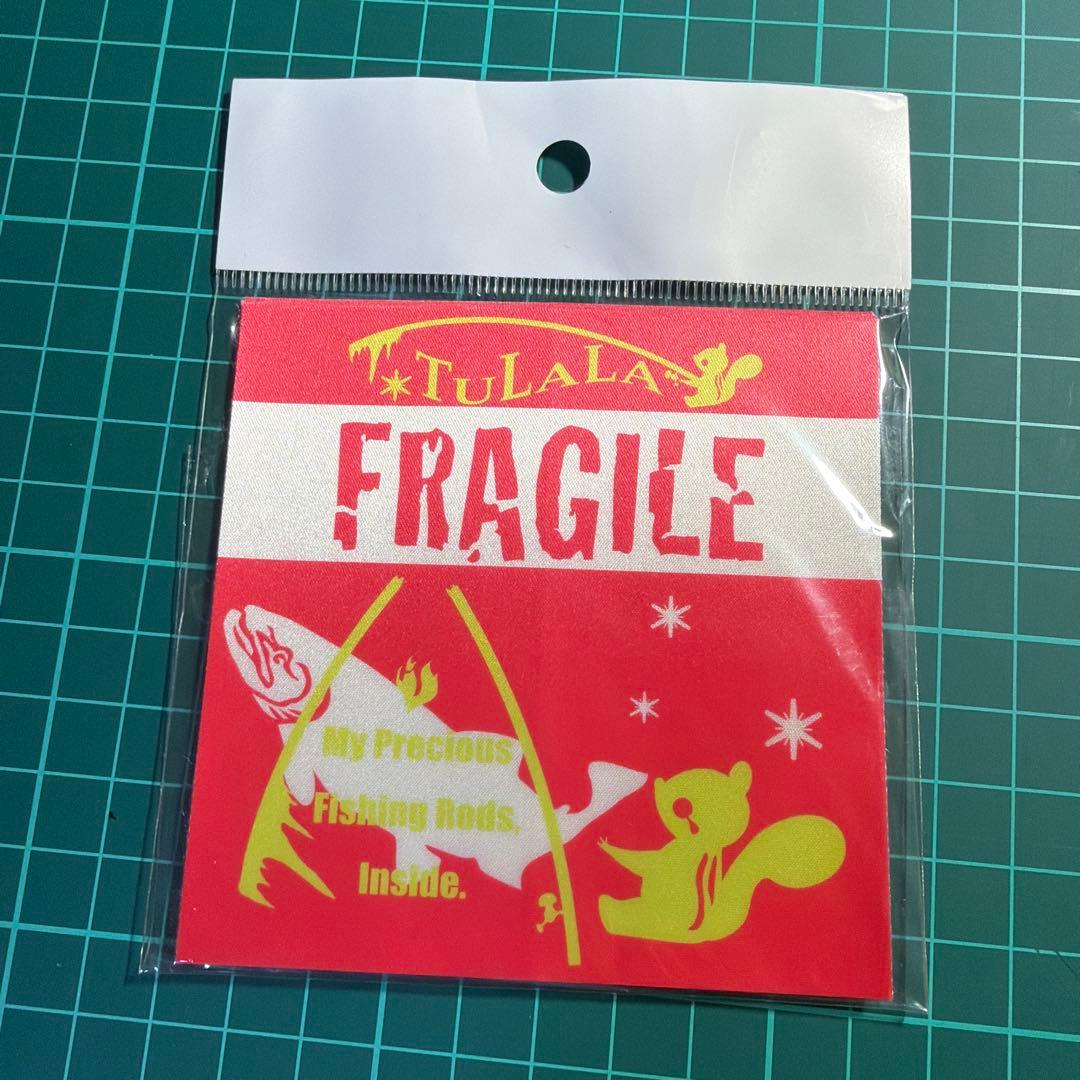 TULALA
FRAGILE
My Precious
Fishing Rods,
Inside.